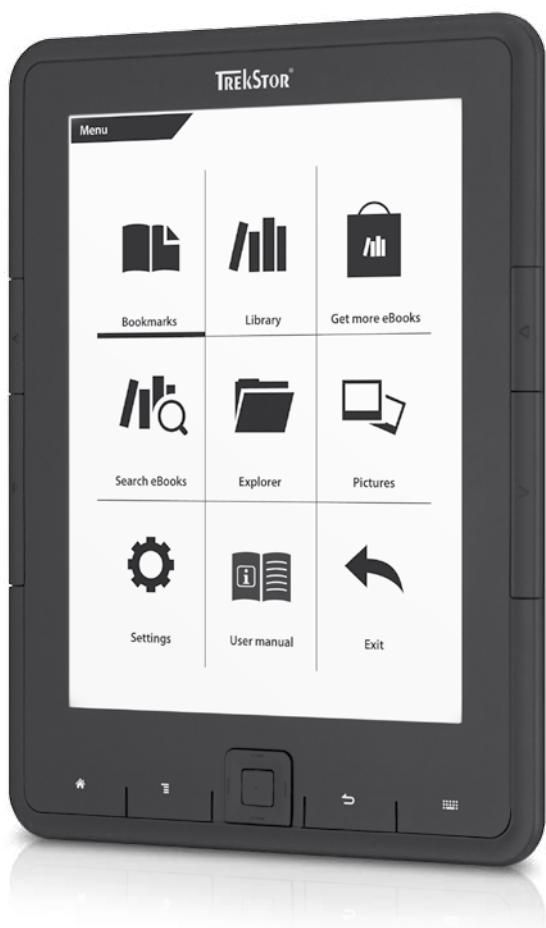 TREKSTOR®
Menu
Bookmarks
Library
Get more eBooks
Search eBooks
Explorer
Pictures
Settings
User manual
Exit